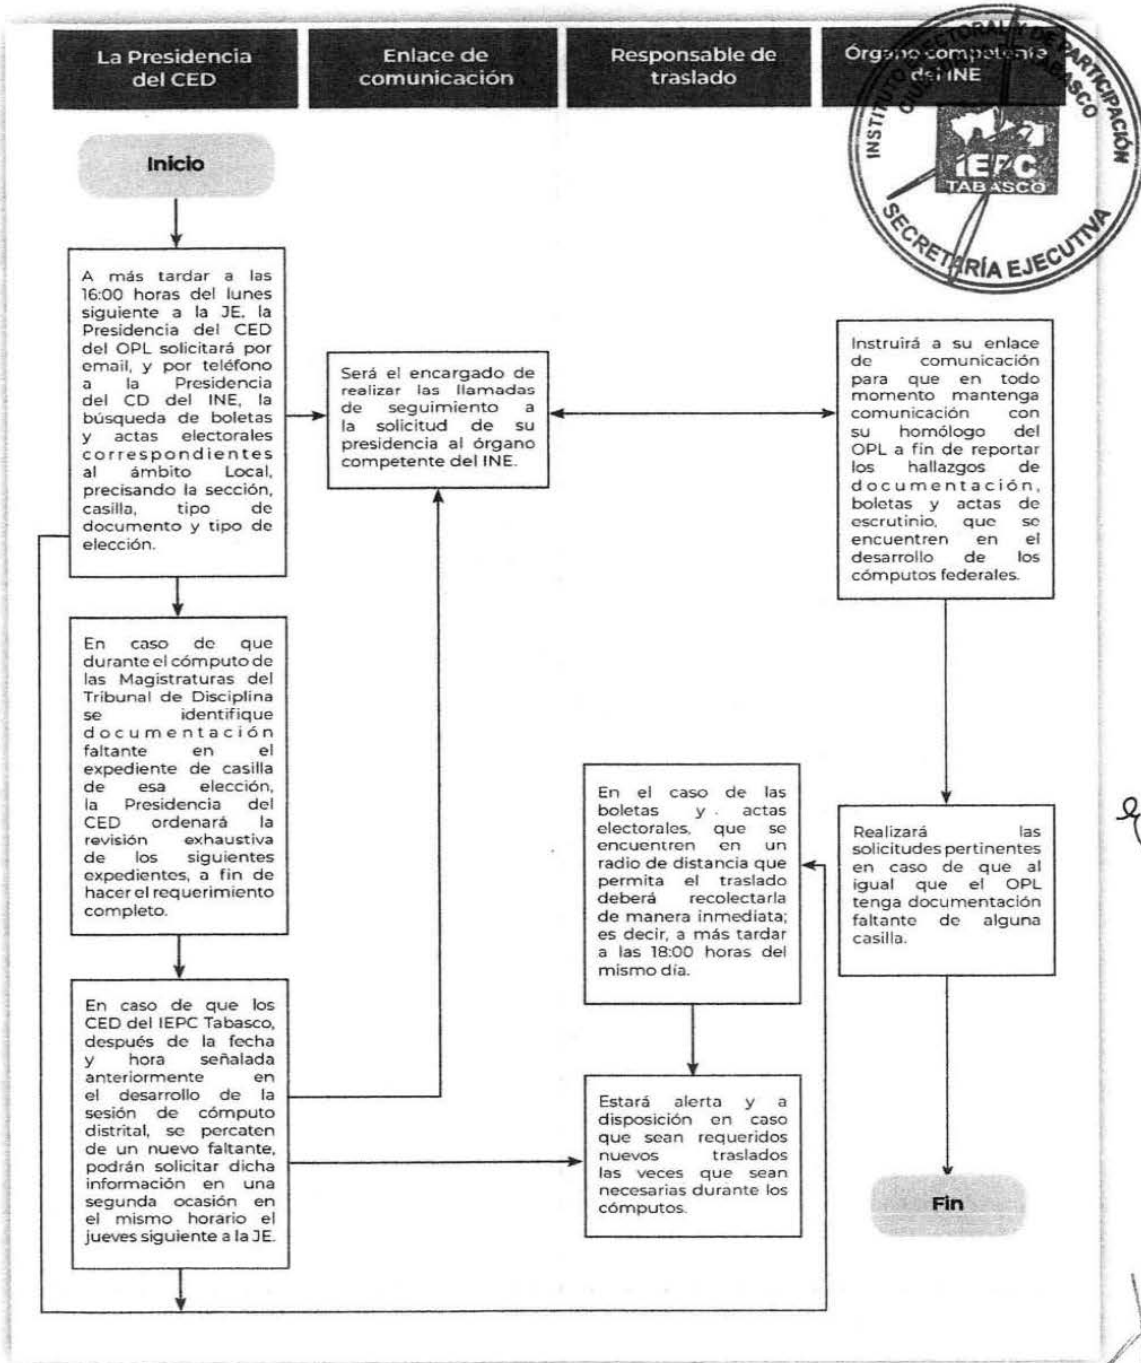 La Presidencia
del CED
Enlace de
comunicación
Responsable de
traslado
Órgano competente
del INE
INSTITUTO ELECTORAL Y DE PARTICIPACIÓN
CIUDADANA TABASCO
IEPC
TABASCO
SECRETARÍA EJECUTIVA
Inicio
A más tardar a las
16:00 horas del lunes
siguiente a la JE, la
Presidencia del CED
del OPL solicitará por
email, y por teléfono
a la Presidencia
del CD del INE, la
búsqueda de boletas
y actas electorales
correspondientes
al ámbito Local,
precisando la sección,
casilla, tipo de
documento y tipo de
elección.
Será el encargado de
realizar las llamadas
de seguimiento a
la solicitud de su
presidencia al órgano
competente del INE.
Instruirá a su enlace
de comunicación
para que en todo
momento mantenga
comunicación con
su homólogo del
OPL a fin de reportar
los hallazgos de
documentación,
boletas y actas de
escrutinio, que se
encuentren en el
desarrollo de los
cómputos federales.
En caso de que
durante el cómputo de
las Magistraturas del
Tribunal de Disciplina
se identifique
documentación
faltante en el
expediente de casilla
de esa elección,
la Presidencia del
CED ordenará la
revisión exhaustiva
de los siguientes
expedientes, a fin de
hacer el requerimiento
completo.
En el caso de las
boletas y . actas
electorales, que se
encuentren en un
radio de distancia que
permita el traslado
deberá recolectarla
de manera inmediata;
es decir, a más tardar
a las 18:00 horas del
mismo día.
Realizará las
solicitudes pertinentes
en caso de que al
igual que el OPL
tenga documentación
faltante de alguna
casilla.
En caso de que los
CED del IEPC Tabasco,
después de la fecha
y hora señalada
anteriormente en
el desarrollo de la
sesión de cómputo
distrital, se percaten
de un nuevo faltante,
podrán solicitar dicha
información en una
segunda ocasión en
el mismo horario el
jueves siguiente a la JE.
Estará alerta y a
disposición en caso
que sean requeridos
nuevos traslados
las veces que sean
necesarias durante los
cómputos.
Fin